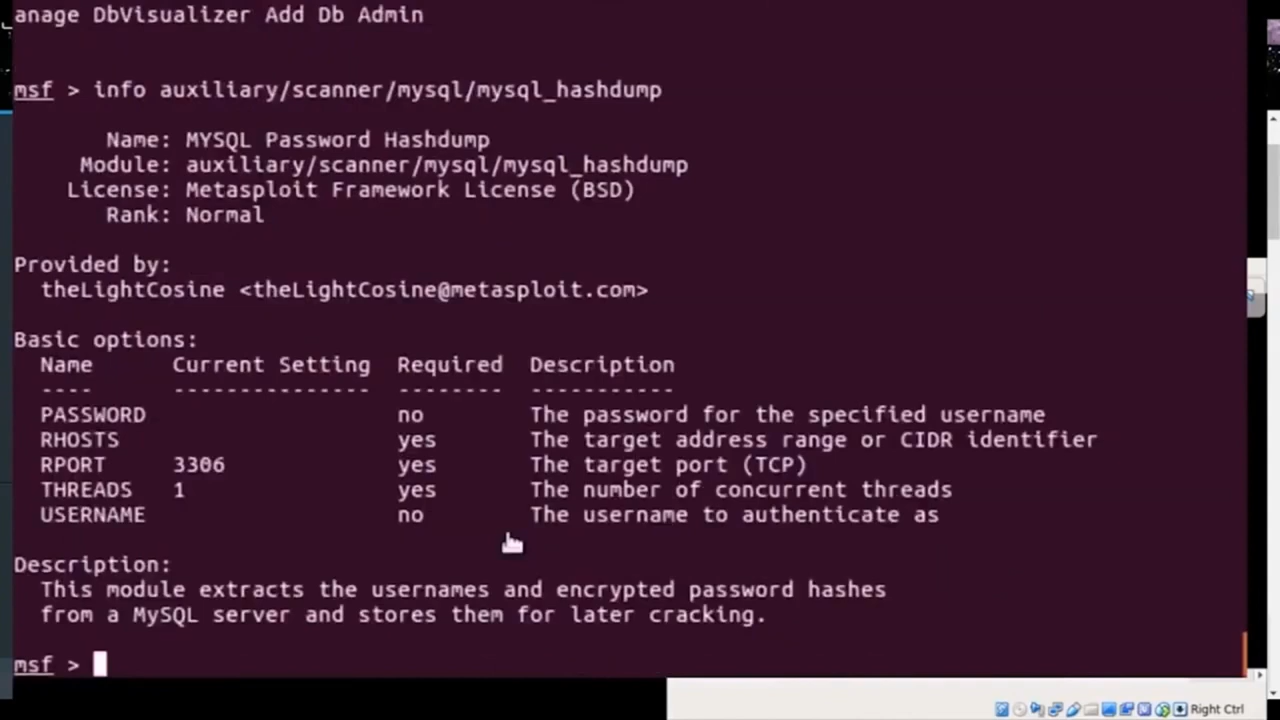 anage DbVisualizer Add Db Admin
msf > info auxiliary/scanner/mysql/mysql_hashdump
Name: MYSQL Password Hashdump
Module: auxiliary/scanner/mysql/mysql_hashdump
License: Metasploit Framework License (BSD)
Rank: Normal
Provided by:
theLightCosine <theLightCosine@metasploit.com>
Basic options:
Name Current Setting Required Description
---- --------------- -------- -----------
PASSWORD no The password for the specified username
RHOSTS yes The target address range or CIDR identifier
RPORT 3306 yes The target port (TCP)
THREADS 1 yes The number of concurrent threads
USERNAME no The username to authenticate as
Description:
This module extracts the usernames and encrypted password hashes
from a MySQL server and stores them for later cracking.
msf >
Right Ctrl